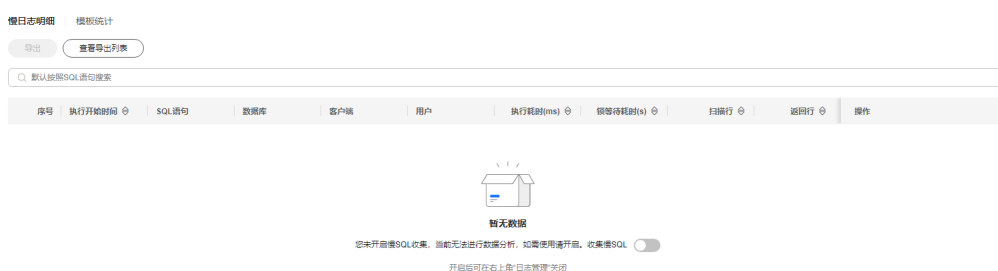 慢日志明细 模板统计
导出 查看导出列表
默认按照SQL语句搜索
序号 执行开始时间 SQL语句 数据库 客户端 用户 执行耗时(ms) 锁等待耗时(s) 扫描行 返回行 操作
暂无数据
您未开启慢SQL收集，当前无法进行数据分析，如需使用请开启。收集慢SQL
开启后可在右上角“日志管理”关闭